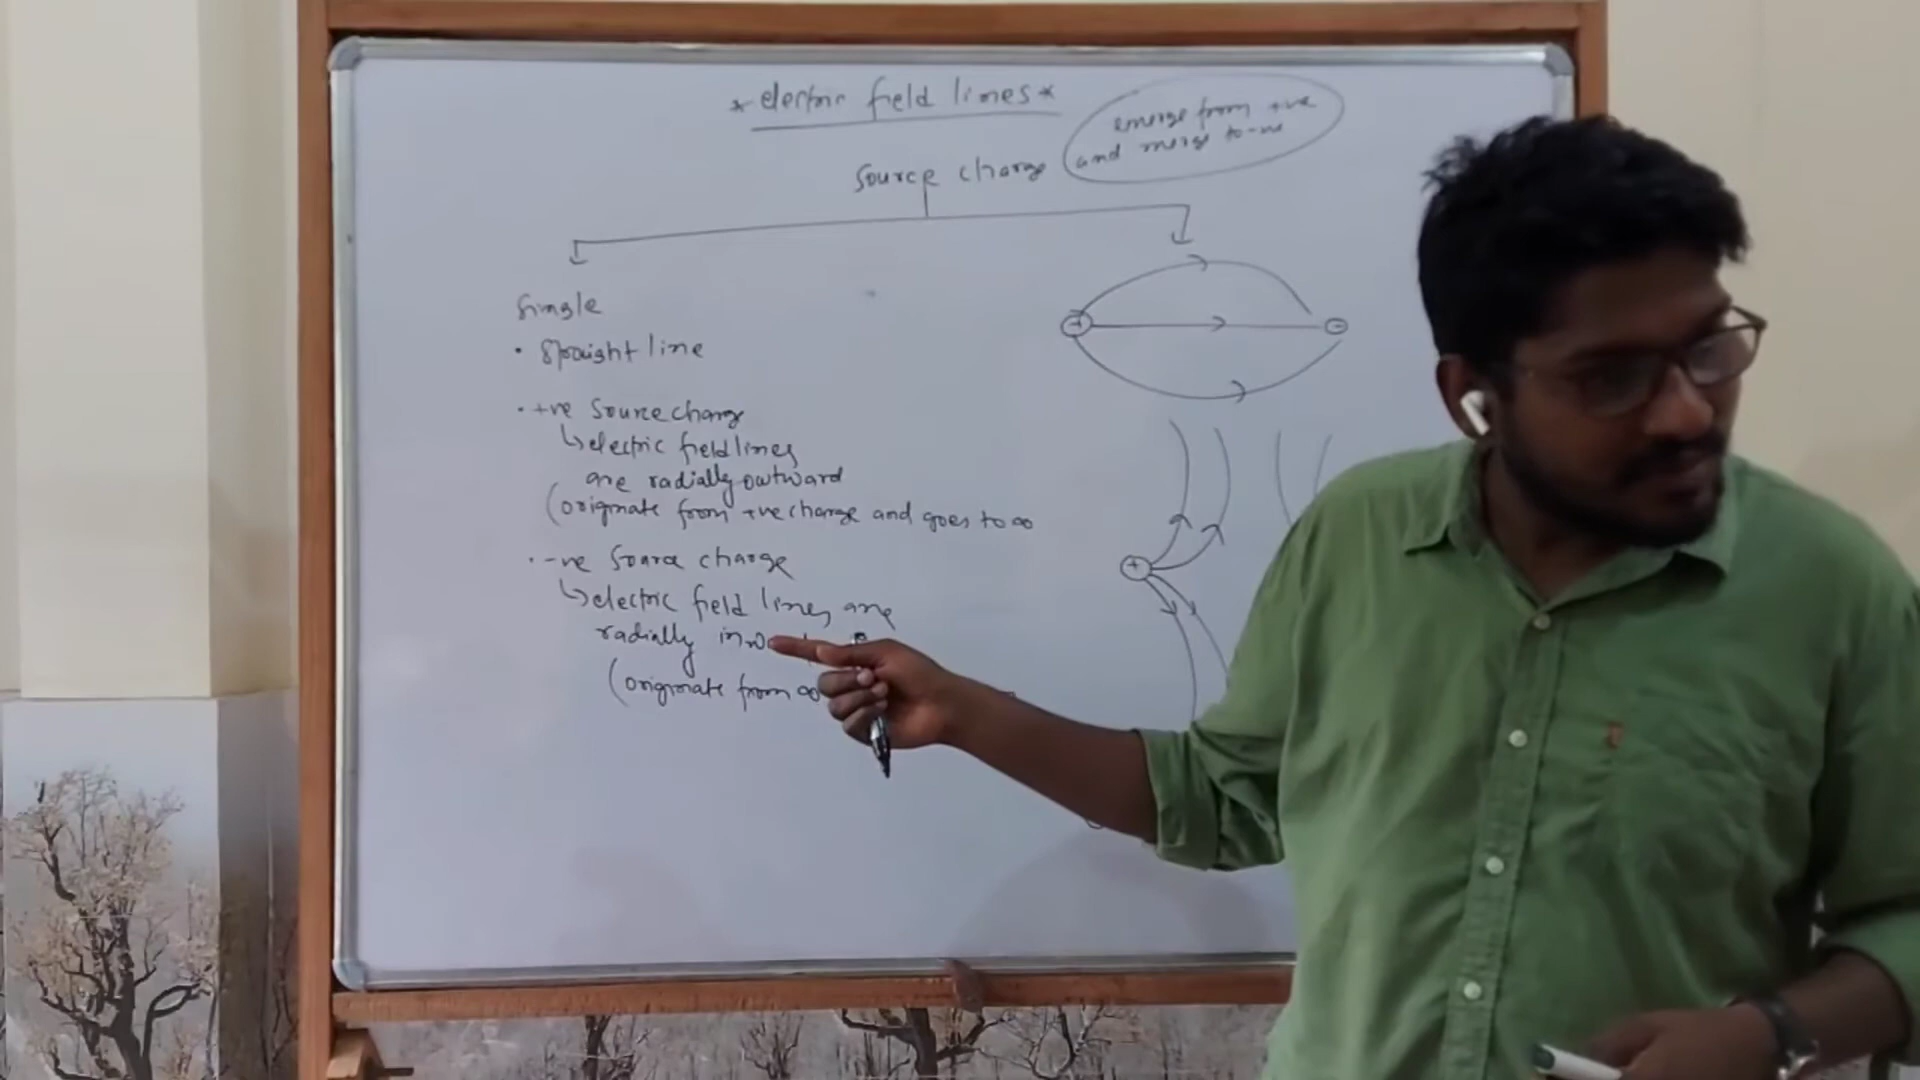 * electric field lines *
emerge from +ve
and merge to -ve
Source charge
Single
• Straight line
• +ve Source charge
↳ electric field lines
are radially outward
(originate from +ve charge and goes to ∞
• -ve Source charge
↳ electric field lines are
radially
(originate from ∞
+
-
+